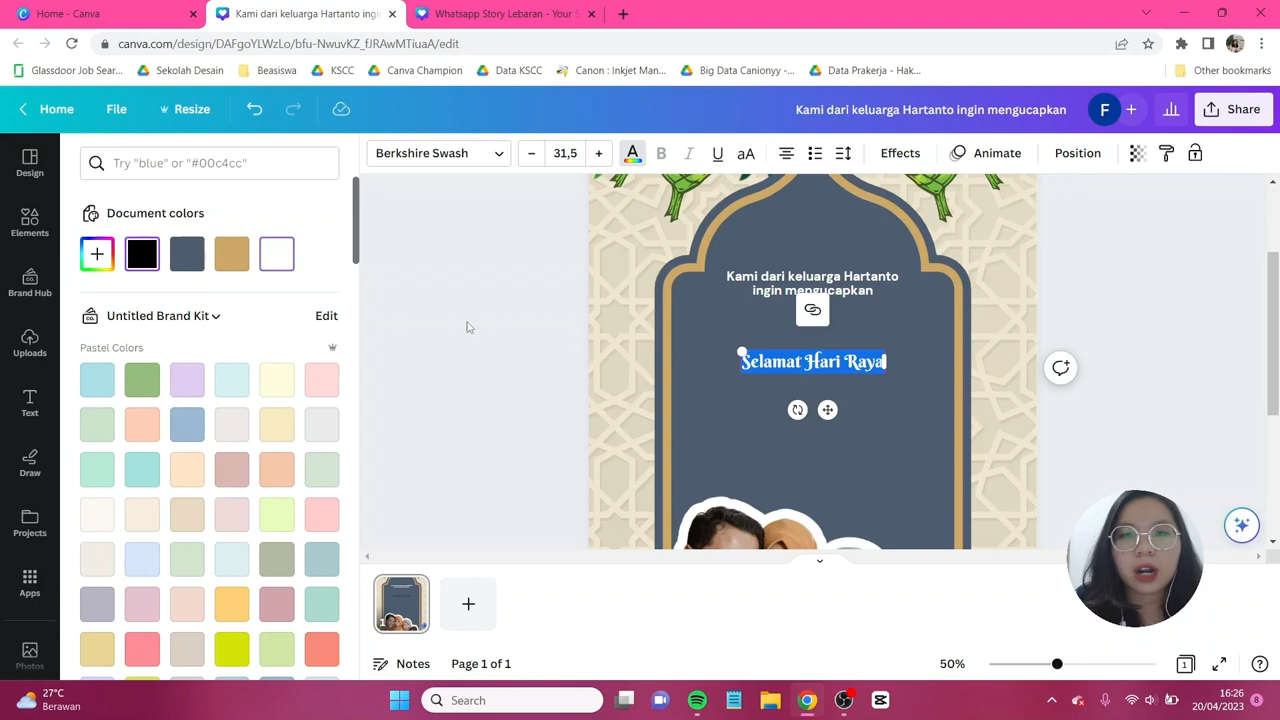 Home - Canva
Kami dari keluarga Hartanto ingi
Whatsapp Story Lebaran - Your S
canva.com/design/DAFgoYLWzLo/bfu-NwuvKZ_fJRAwMTiuaA/edit
Glassdoor Job Sear...
Sekolah Desain
Beasiswa
KSCC
Canva Champion
Data KSCC
Canon : Inkjet Man...
Big Data Canionyy -...
Data Prakerja - Hak...
Other bookmarks
Home
File
Resize
Kami dari keluarga Hartanto ingin mengucapkan
F
Share
Design
Elements
Brand Hub
Uploads
Text
Draw
Projects
Apps
Photos
Try "blue" or "#00c4cc"
Document colors
Untitled Brand Kit
Edit
Pastel Colors
Berkshire Swash
31,5
A
B
I
U
aA
Effects
Animate
Position
Kami dari keluarga Hartanto
ingin mengucapkan
Selamat Hari Raya
1
Notes
Page 1 of 1
50%
1
27°C
Berawan
Search
16:26
20/04/2023
8